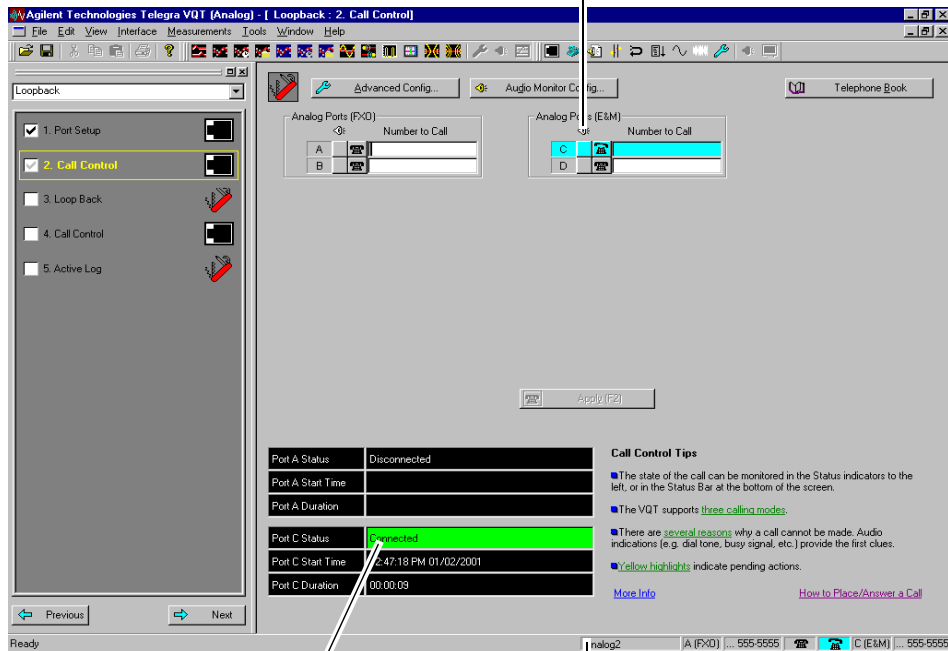 Agilent Technologies Telegra VQT (Analog) - [ Loopback : 2. Call Control]
File Edit View Interface Measurements Tools Window Help
Loopback
1. Port Setup
2. Call Control
3. Loop Back
4. Call Control
5. Active Log
Previous Next
Advanced Config... Audio Monitor Config... Telephone Book
Analog Ports (FXO)
Number to Call
A
B
Analog Ports (E&M)
Number to Call
C
D
Apply (F2)
Port A Status Disconnected
Port A Start Time
Port A Duration
Port C Status Connected
Port C Start Time 2:47:18 PM 01/02/2001
Port C Duration 00:00:09
Call Control Tips
The state of the call can be monitored in the Status indicators to the
left, or in the Status Bar at the bottom of the screen.
The VQT supports three calling modes.
There are several reasons why a call cannot be made. Audio
indications (e.g. dial tone, busy signal, etc.) provide the first clues.
Yellow highlights indicate pending actions.
More Info How to Place/Answer a Call
Ready nalog2 A (FXO) ... 555-5555 C (E&M) ... 555-5555